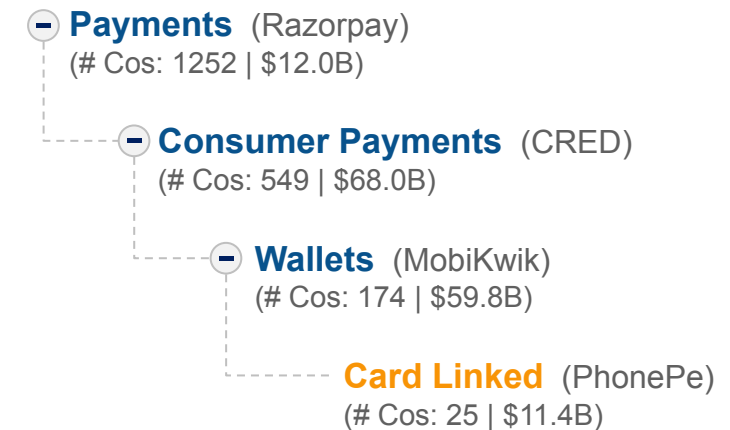 Payments (Razorpay)
(# Cos: 1252 | $12.0B)
Consumer Payments (CRED)
(# Cos: 549 | $68.0B)
Wallets (MobiKwik)
(# Cos: 174 | $59.8B)
Card Linked (PhonePe)
(# Cos: 25 | $11.4B)